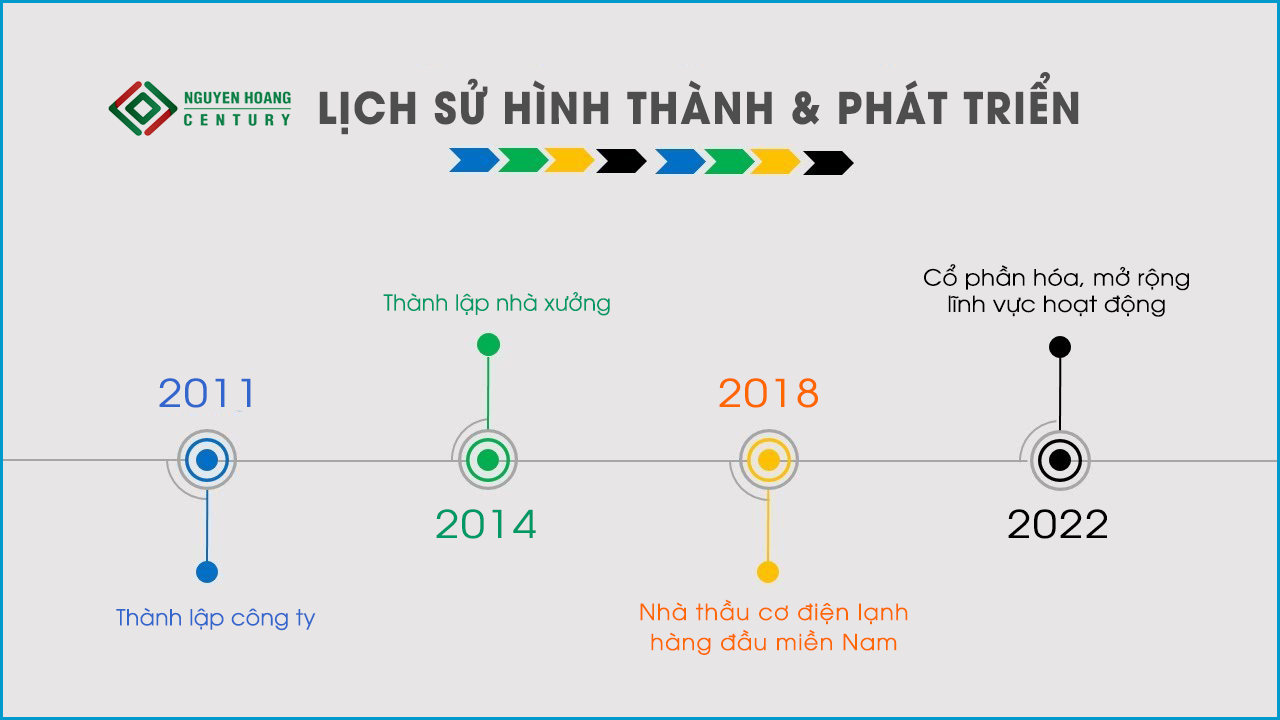 NGUYEN HOANG
CENTURY
LỊCH SỬ HÌNH THÀNH & PHÁT TRIỂN
2011
Thành lập công ty
Thành lập nhà xưởng
2014
2018
Nhà thầu cơ điện lạnh
hàng đầu miền Nam
Cổ phần hóa, mở rộng
lĩnh vực hoạt động
2022